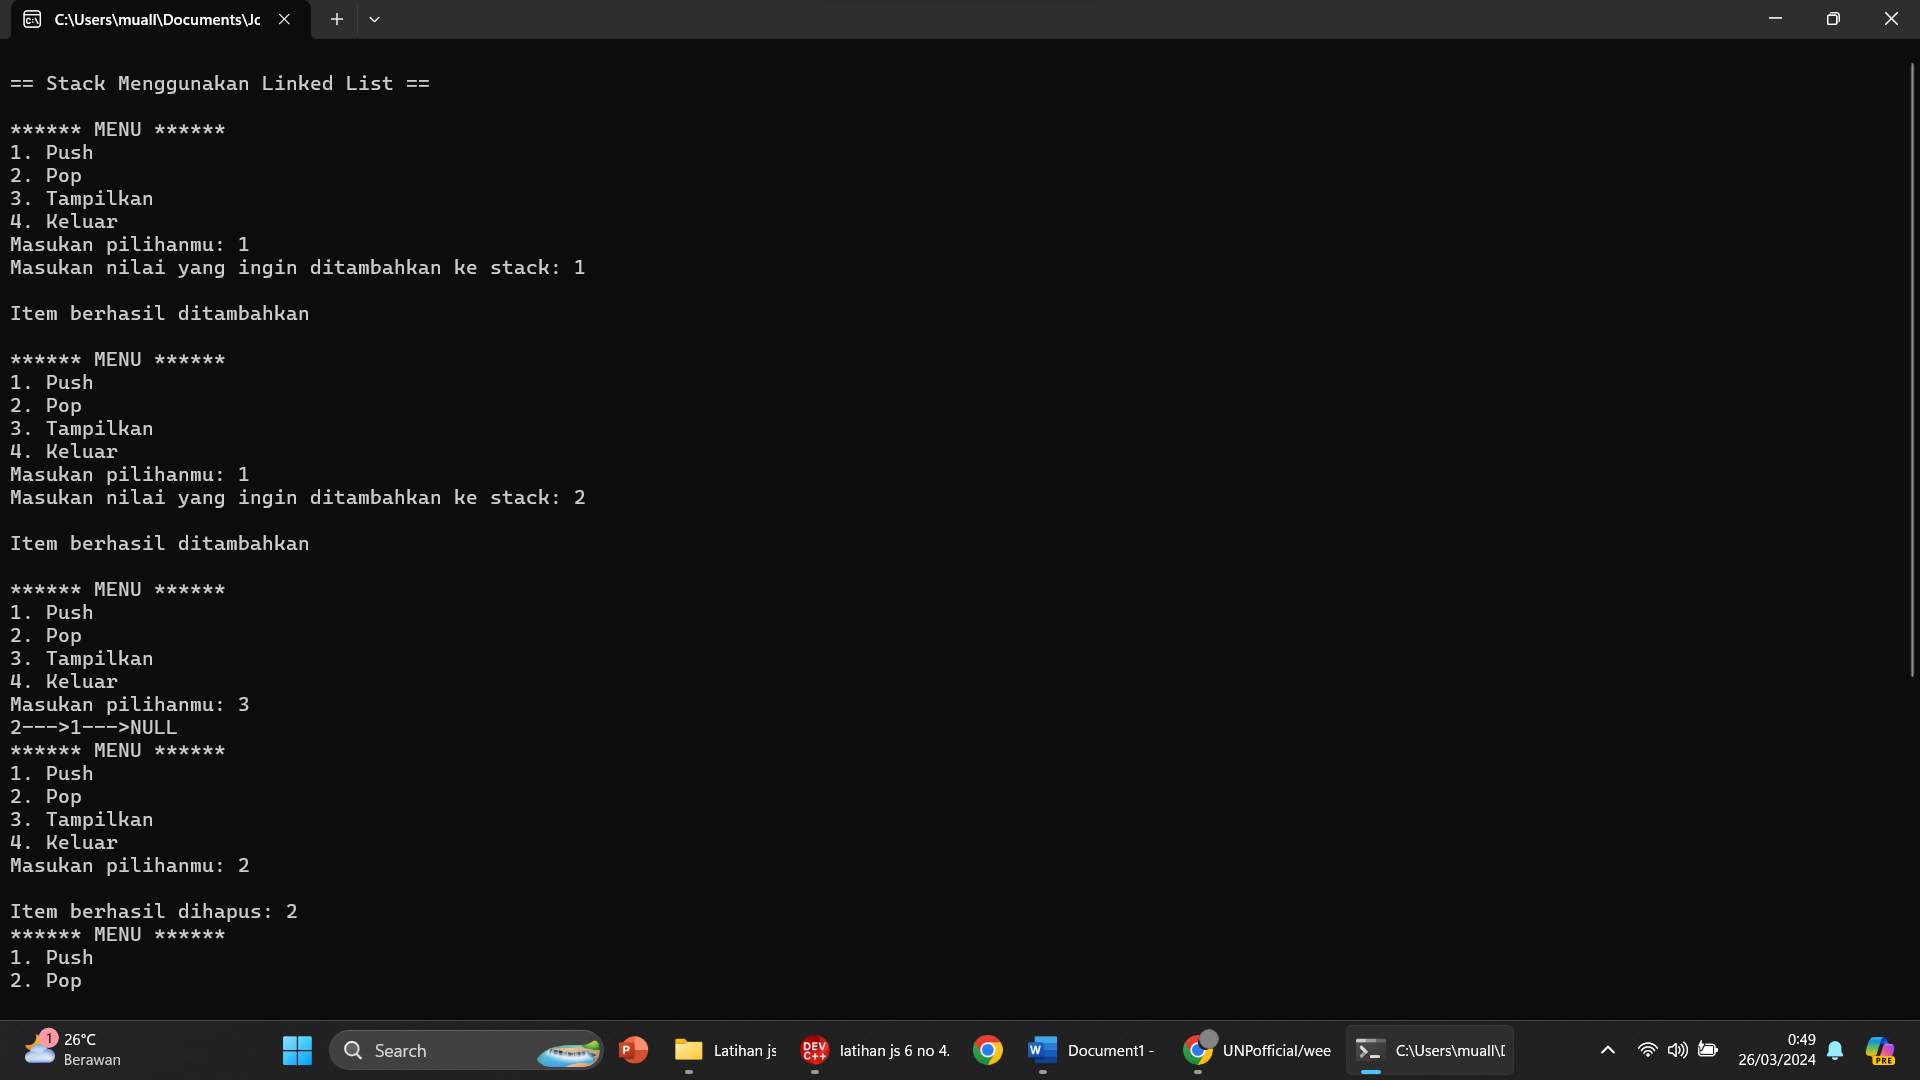 C:\Users\muall\Documents\Jo
== Stack Menggunakan Linked List ==
****** MENU ******
1. Push
2. Pop
3. Tampilkan
4. Keluar
Masukan pilihanmu: 1
Masukan nilai yang ingin ditambahkan ke stack: 1
Item berhasil ditambahkan
****** MENU ******
1. Push
2. Pop
3. Tampilkan
4. Keluar
Masukan pilihanmu: 1
Masukan nilai yang ingin ditambahkan ke stack: 2
Item berhasil ditambahkan
****** MENU ******
1. Push
2. Pop
3. Tampilkan
4. Keluar
Masukan pilihanmu: 3
2--->1--->NULL
****** MENU ******
1. Push
2. Pop
3. Tampilkan
4. Keluar
Masukan pilihanmu: 2
Item berhasil dihapus: 2
****** MENU ******
1. Push
2. Pop
1
26°C
Berawan
Search
P
Latihan js
DEV C++
latihan js 6 no 4.
W
Document1 -
UNPofficial/wee
C:\Users\muall\D
0:49
26/03/2024
PRE